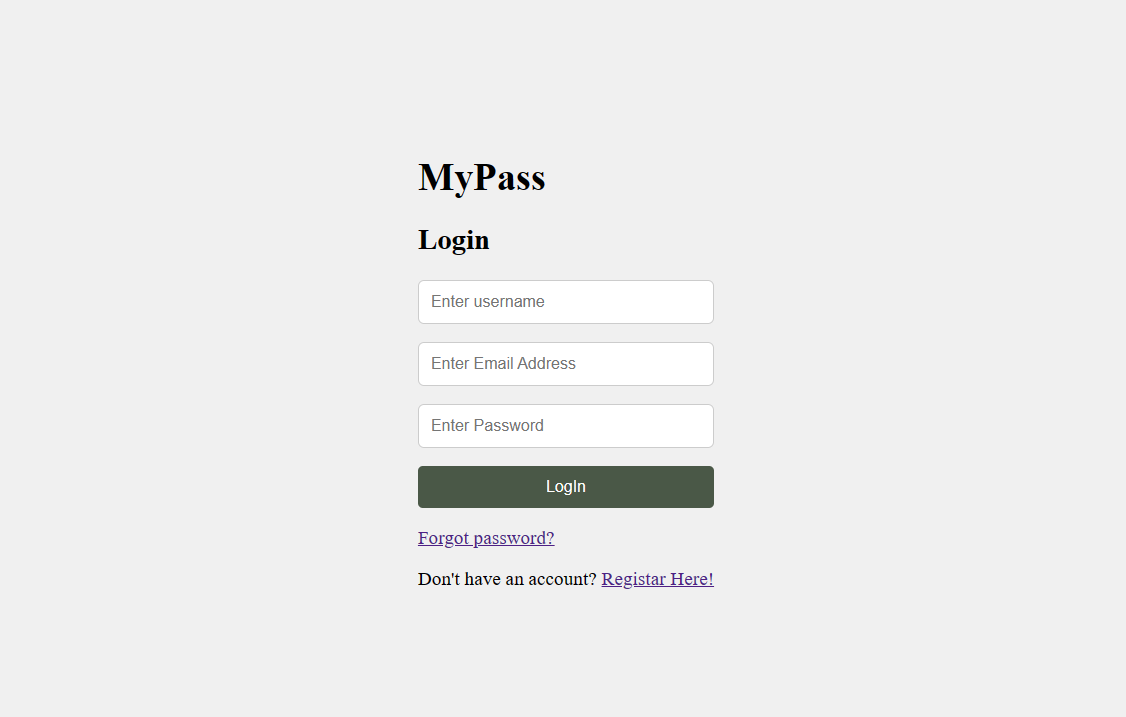 MyPass
Login
Enter username
Enter Email Address
Enter Password
LogIn
Forgot password?
Don't have an account? Registar Here!